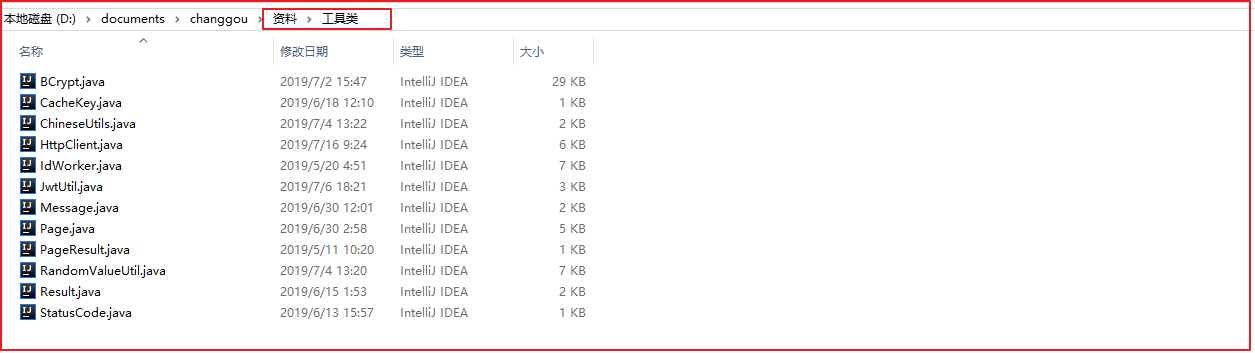 本地磁盘 (D:) › documents › changgou › 资料 › 工具类
名称 修改日期 类型 大小
BCrypt.java 2019/7/2 15:47 IntelliJ IDEA 29 KB
CacheKey.java 2019/6/18 12:10 IntelliJ IDEA 1 KB
ChineseUtils.java 2019/7/4 13:22 IntelliJ IDEA 2 KB
HttpClient.java 2019/7/16 9:24 IntelliJ IDEA 6 KB
IdWorker.java 2019/5/20 4:51 IntelliJ IDEA 7 KB
JwtUtil.java 2019/7/6 18:21 IntelliJ IDEA 3 KB
Message.java 2019/6/30 12:01 IntelliJ IDEA 2 KB
Page.java 2019/6/30 2:58 IntelliJ IDEA 5 KB
PageResult.java 2019/5/11 10:20 IntelliJ IDEA 1 KB
RandomValueUtil.java 2019/7/4 13:20 IntelliJ IDEA 7 KB
Result.java 2019/6/15 1:53 IntelliJ IDEA 2 KB
StatusCode.java 2019/6/13 15:57 IntelliJ IDEA 1 KB